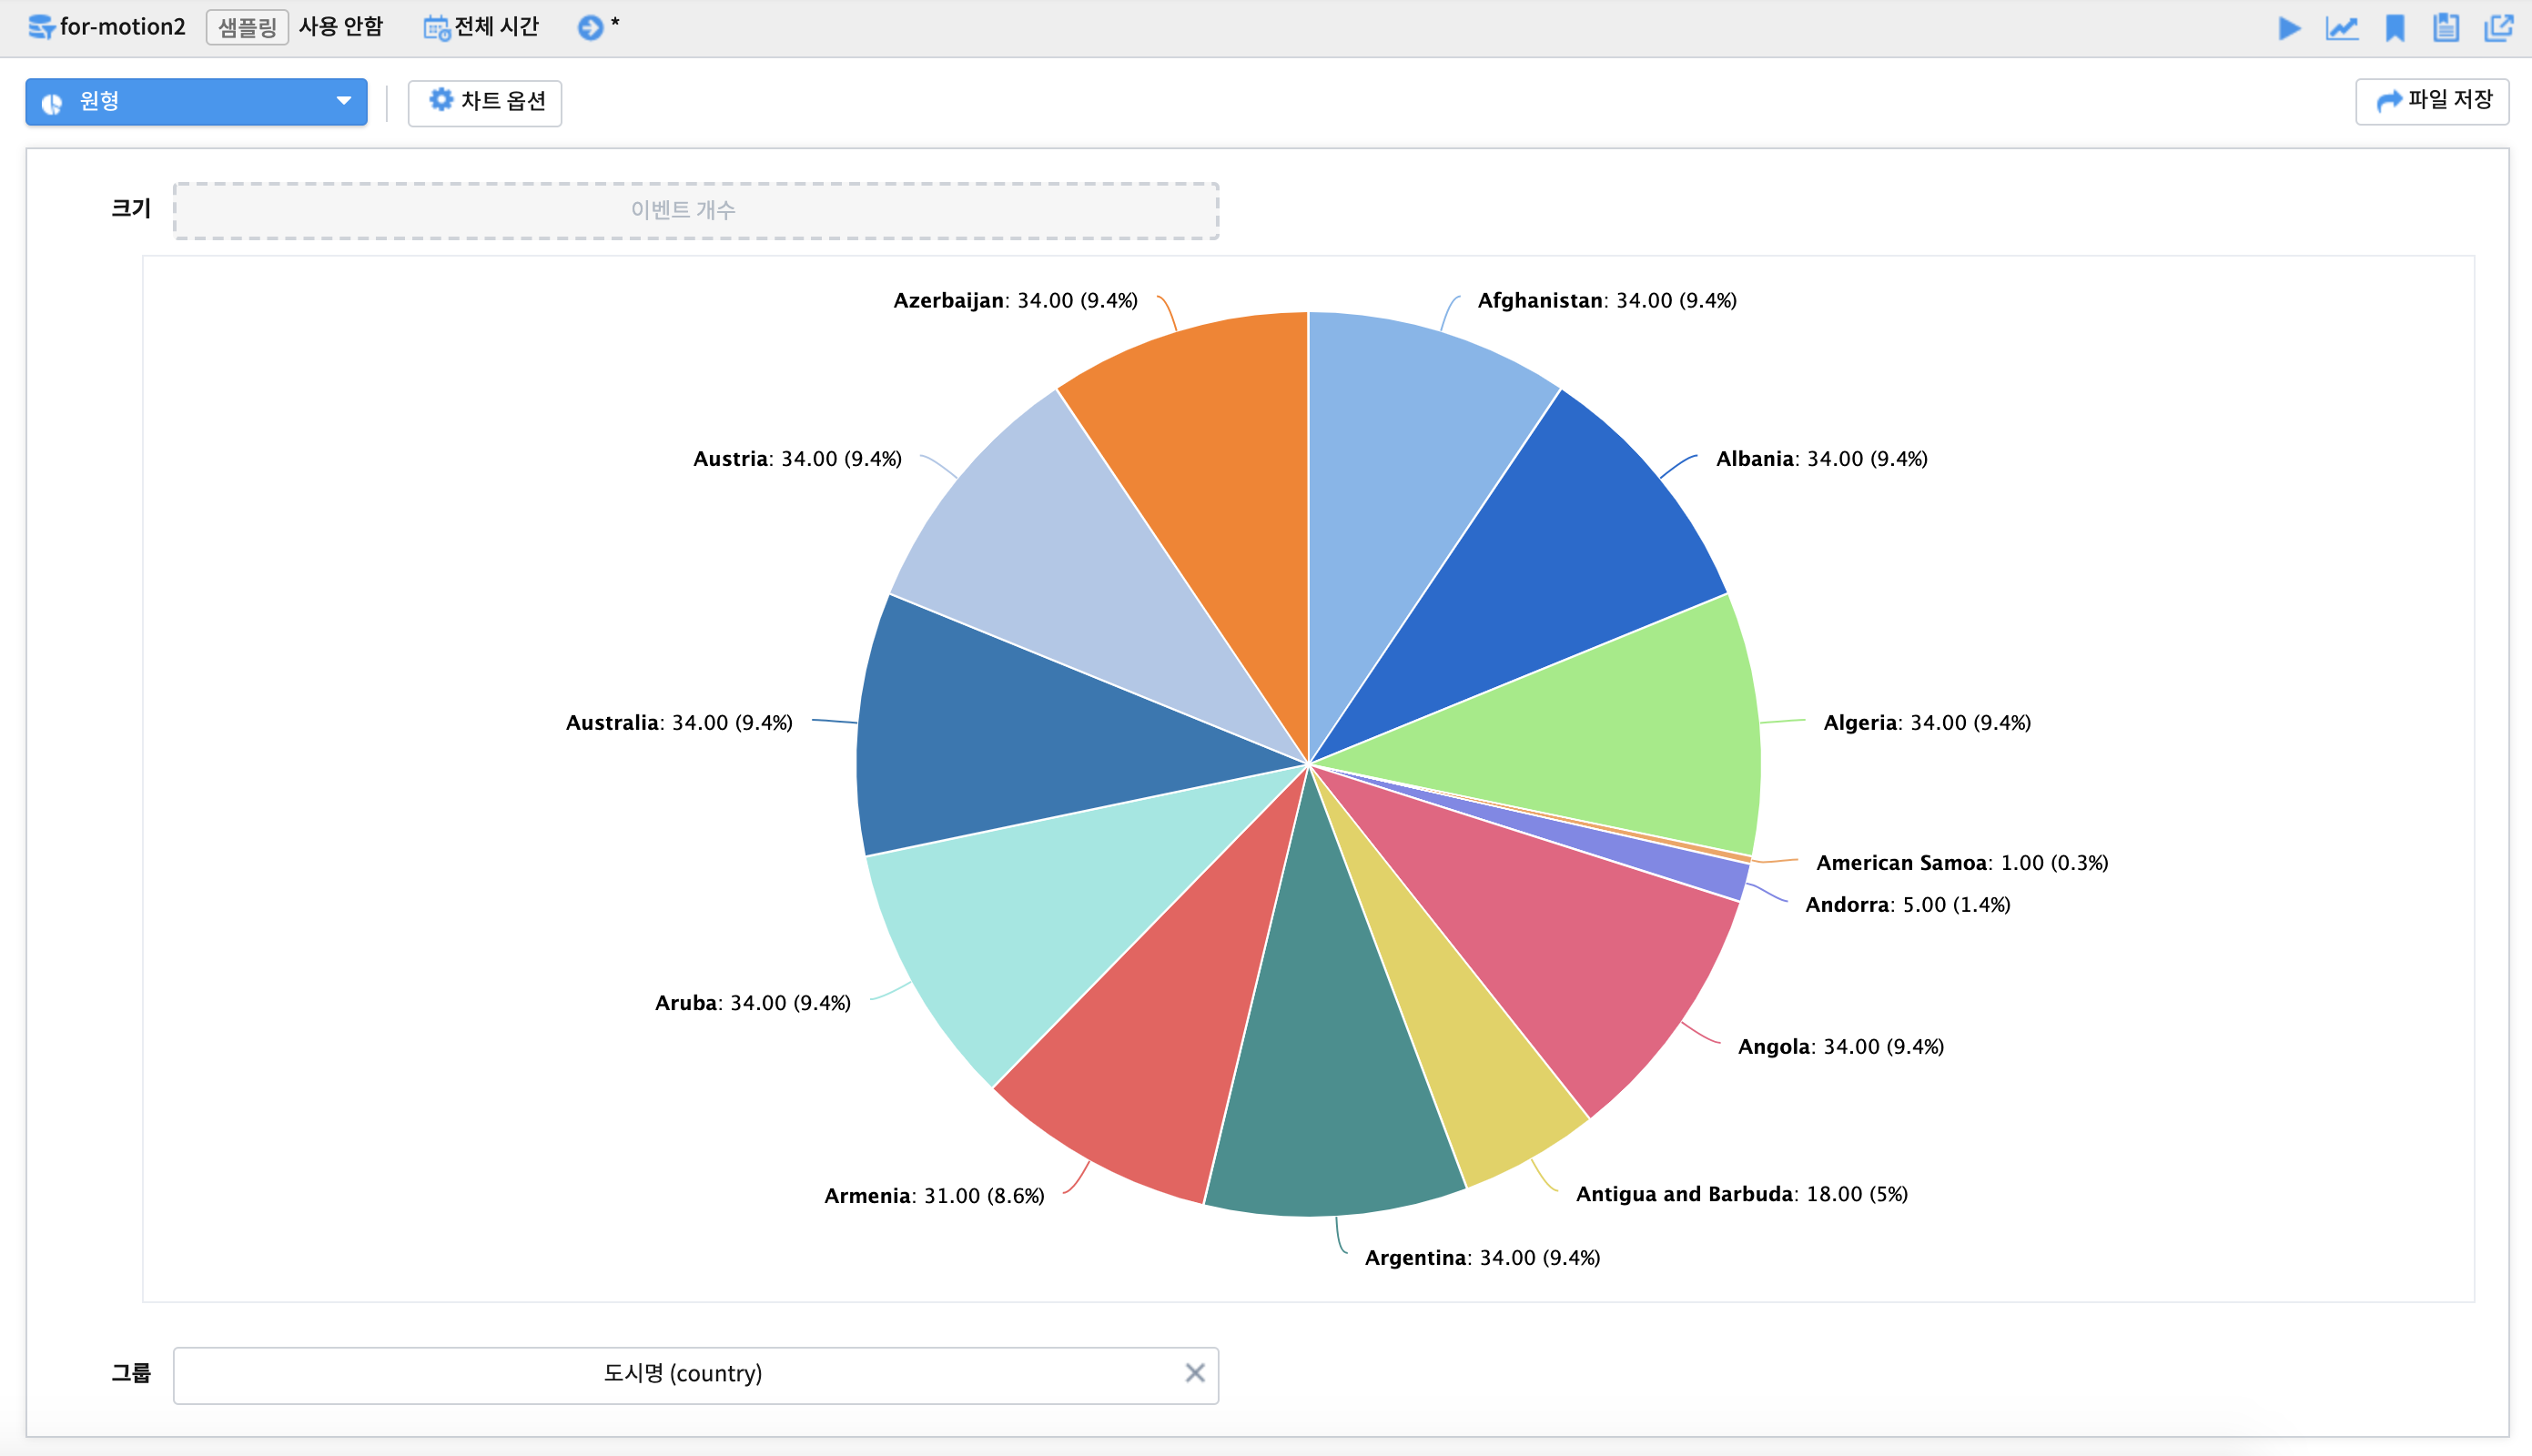 for-motion2 샘플링 사용 안함 전체 시간 *
원형 차트 옵션 파일 저장
크기 이벤트 개수
Azerbaijan: 34.00 (9.4%) Afghanistan: 34.00 (9.4%)
Austria: 34.00 (9.4%) Albania: 34.00 (9.4%)
Australia: 34.00 (9.4%) Algeria: 34.00 (9.4%)
American Samoa: 1.00 (0.3%)
Andorra: 5.00 (1.4%)
Aruba: 34.00 (9.4%)
Angola: 34.00 (9.4%)
Armenia: 31.00 (8.6%) Antigua and Barbuda: 18.00 (5%)
Argentina: 34.00 (9.4%)
그룹 도시명 (country)